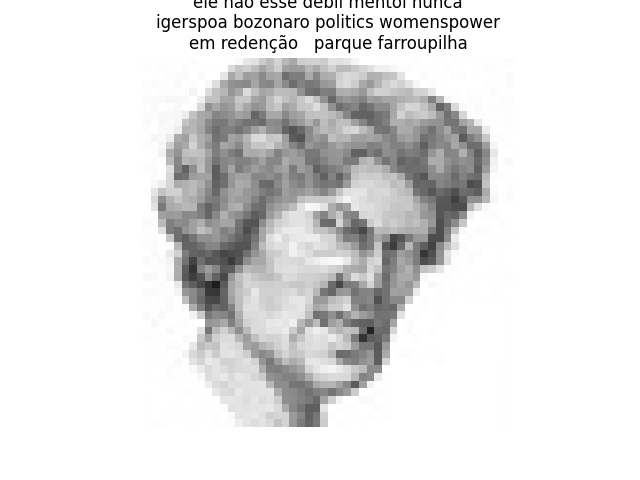 ele não esse debil mentol nunca
igerspoa bozonaro politics womenspower
em redenção   parque farroupilha